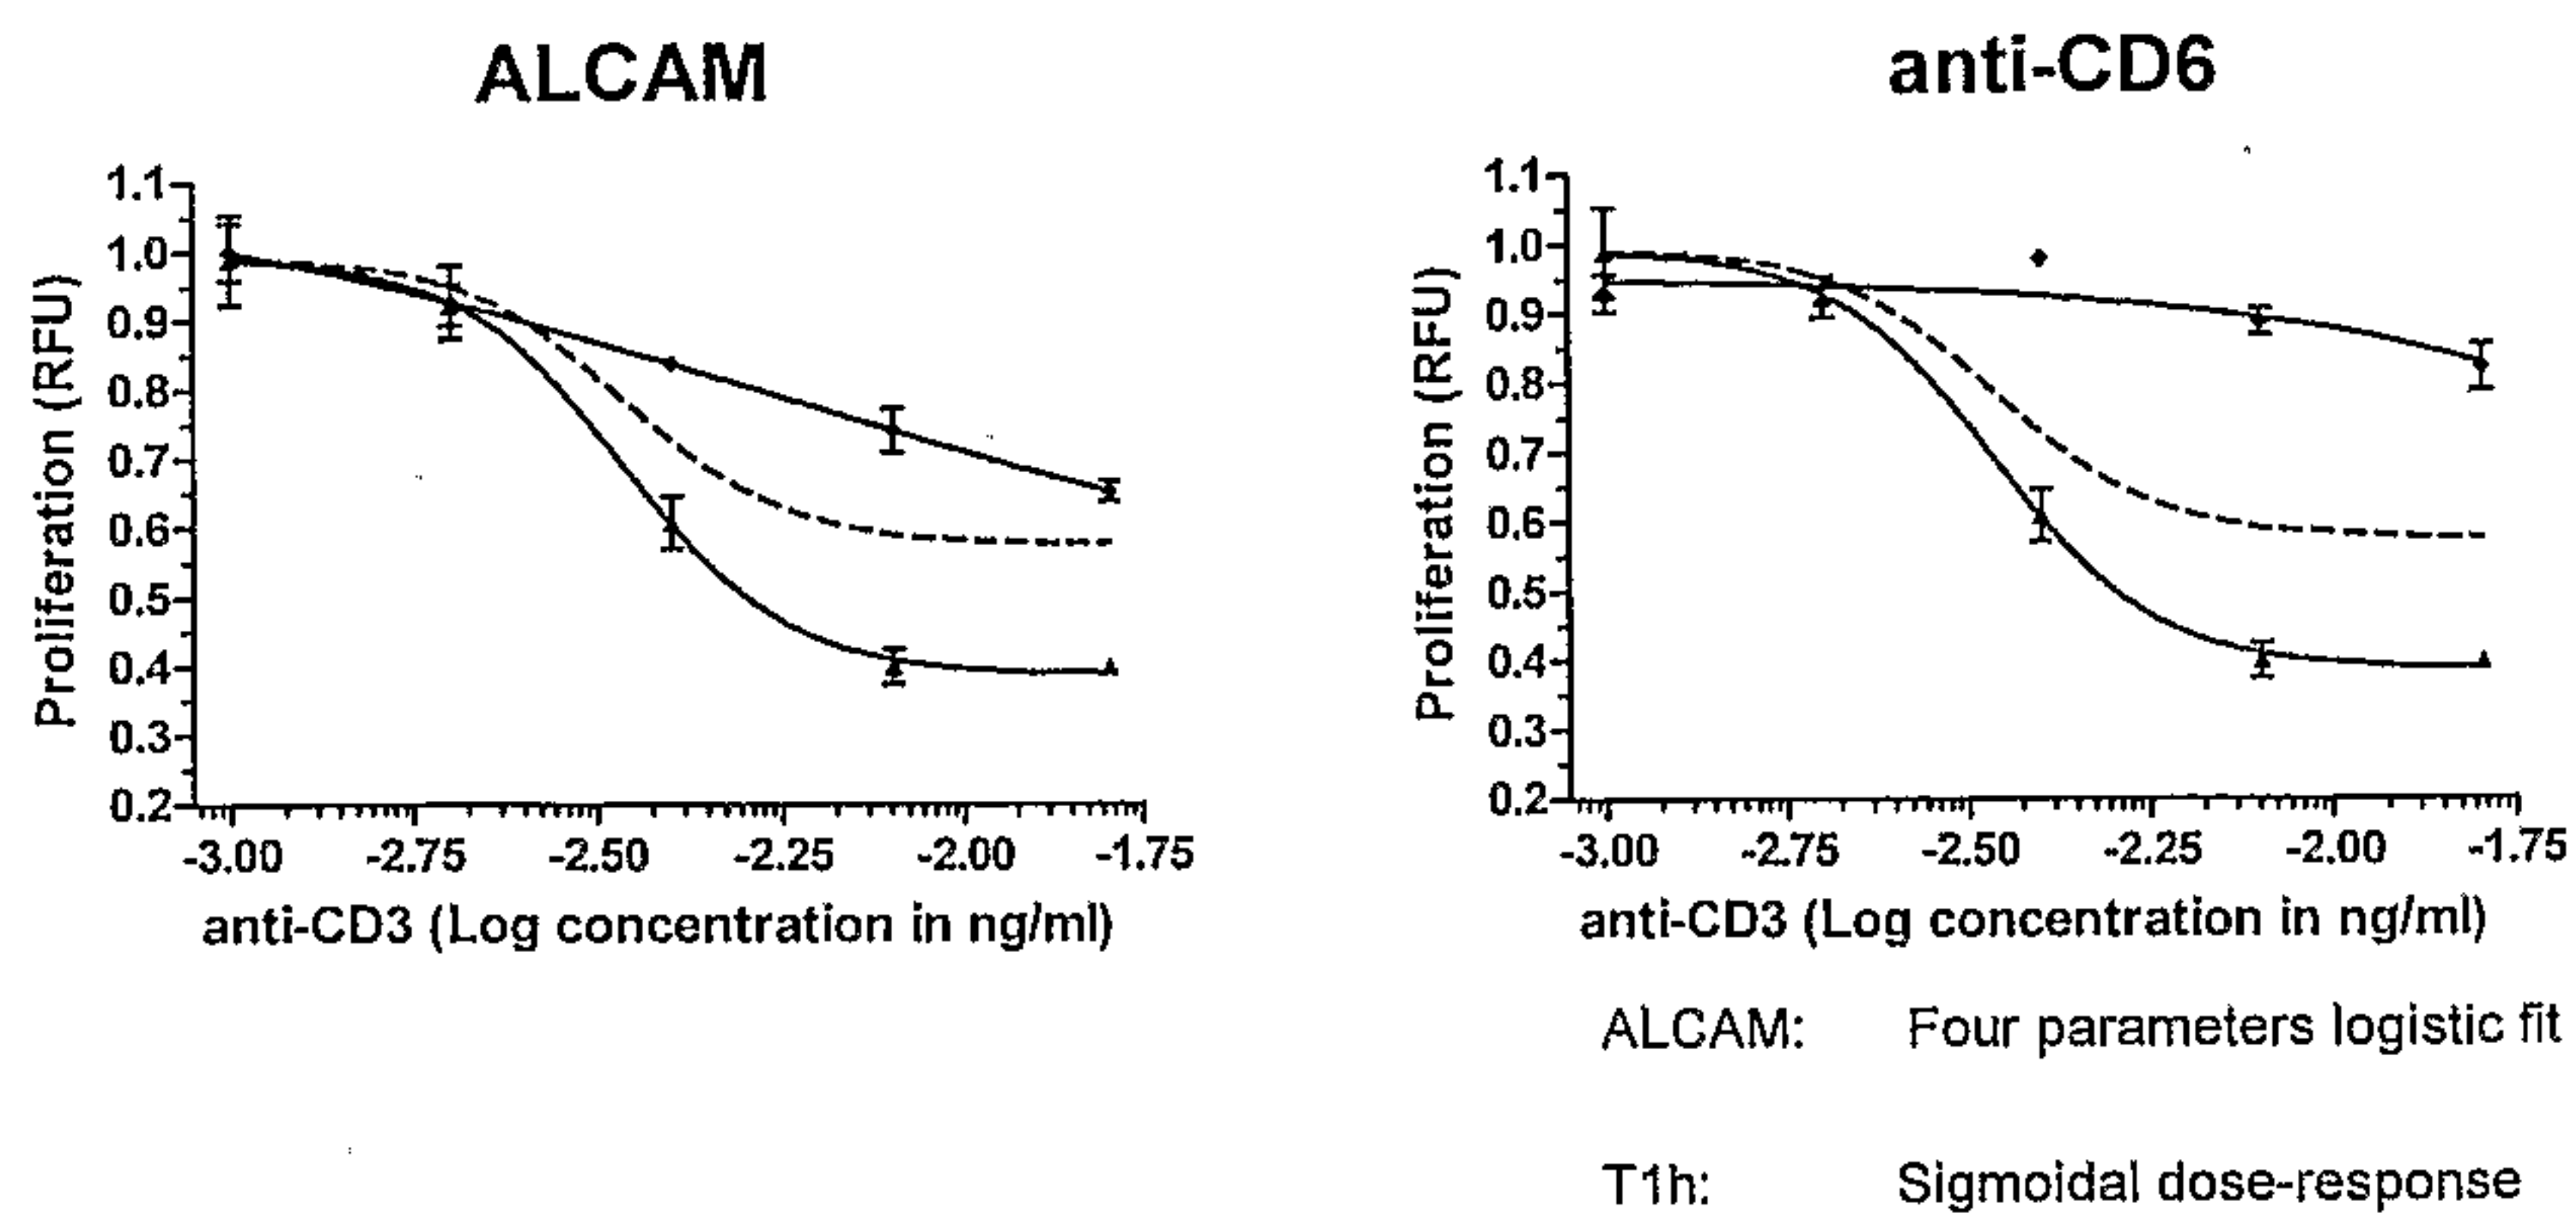 ALCAM
Proliferation (RFU)
1.1
1.0
0.9
0.8
0.7
0.6
0.5
0.4
0.3
0.2
-3.00 -2.75 -2.50 -2.25 -2.00 -1.75
anti-CD3 (Log concentration in ng/ml)
anti-CD6
Proliferation (RFU)
1.1
1.0
0.9
0.8
0.7
0.6
0.5
0.4
0.3
0.2
-3.00 -2.75 -2.50 -2.25 -2.00 -1.75
anti-CD3 (Log concentration in ng/ml)
ALCAM: Four parameters logistic fit
T1h: Sigmoidal dose-response